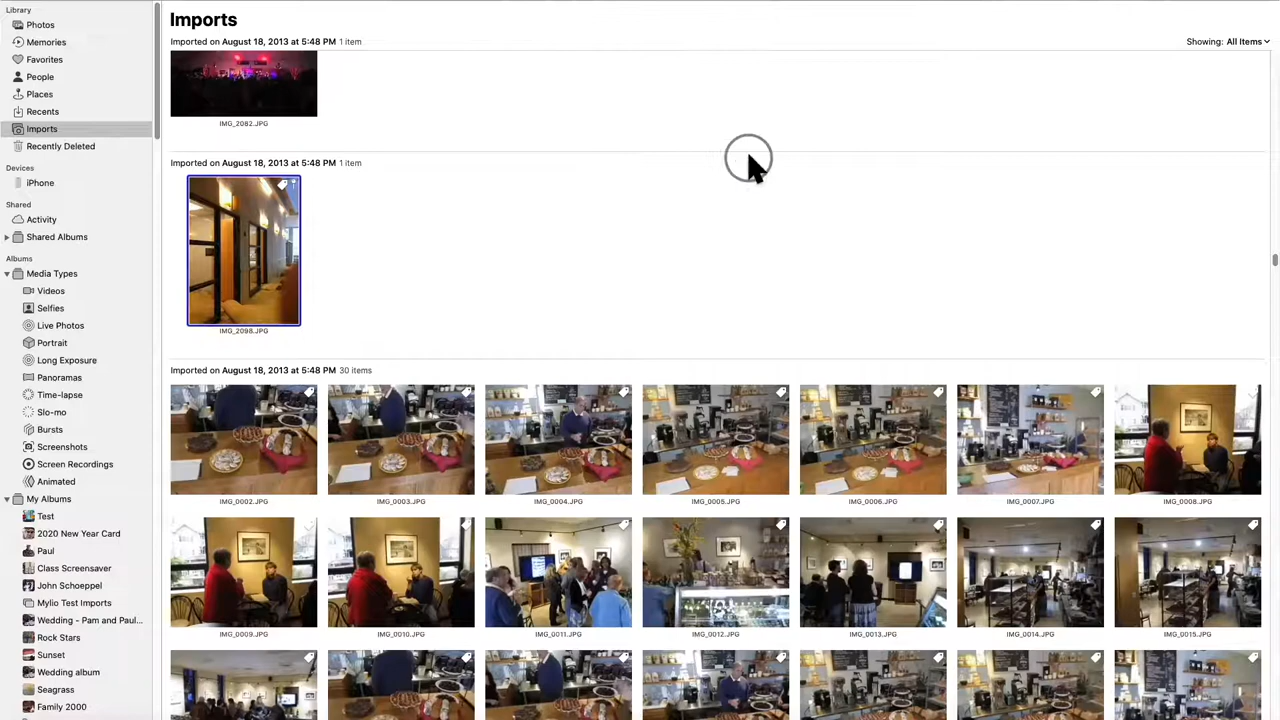 Library
Photos
Memories
Favorites
People
Places
Recents
Imports
Recently Deleted
Devices
iPhone
Shared
Activity
Shared Albums
Albums
Media Types
Videos
Selfies
Live Photos
Portrait
Long Exposure
Panoramas
Time-lapse
Slo-mo
Bursts
Screenshots
Screen Recordings
Animated
My Albums
Test
2020 New Year Card
Paul
Class Screensaver
John Schoeppel
Mylio Test Imports
Wedding - Pam and Paul...
Rock Stars
Sunset
Wedding album
Seagrass
Family 2000
Imports
Imported on August 18, 2013 at 5:48 PM 1 item
Showing: All Items
IMG_2082.JPG
Imported on August 18, 2013 at 5:48 PM 1 item
IMG_2098.JPG
Imported on August 18, 2013 at 5:48 PM 30 items
IMG_0002.JPG IMG_0003.JPG IMG_0004.JPG IMG_0005.JPG IMG_0006.JPG IMG_0007.JPG IMG_0008.JPG
IMG_0009.JPG IMG_0010.JPG IMG_0011.JPG IMG_0012.JPG IMG_0013.JPG IMG_0014.JPG IMG_0015.JPG